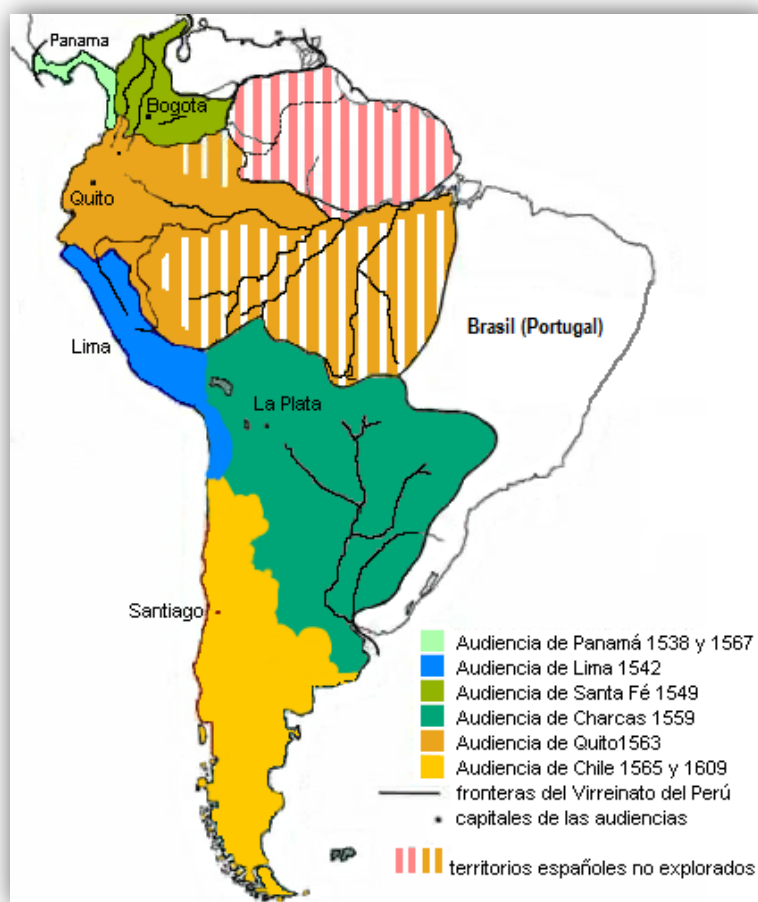 Panama
Bogota
Quito
Lima
Brasil (Portugal)
La Plata
Santiago
Audiencia de Panamá 1538 y 1567
Audiencia de Lima 1542
Audiencia de Santa Fé 1549
Audiencia de Charcas 1559
Audiencia de Quito1563
Audiencia de Chile 1565 y 1609
fronteras del Virreinato del Perú
capitales de las audiencias
territorios españoles no explorados